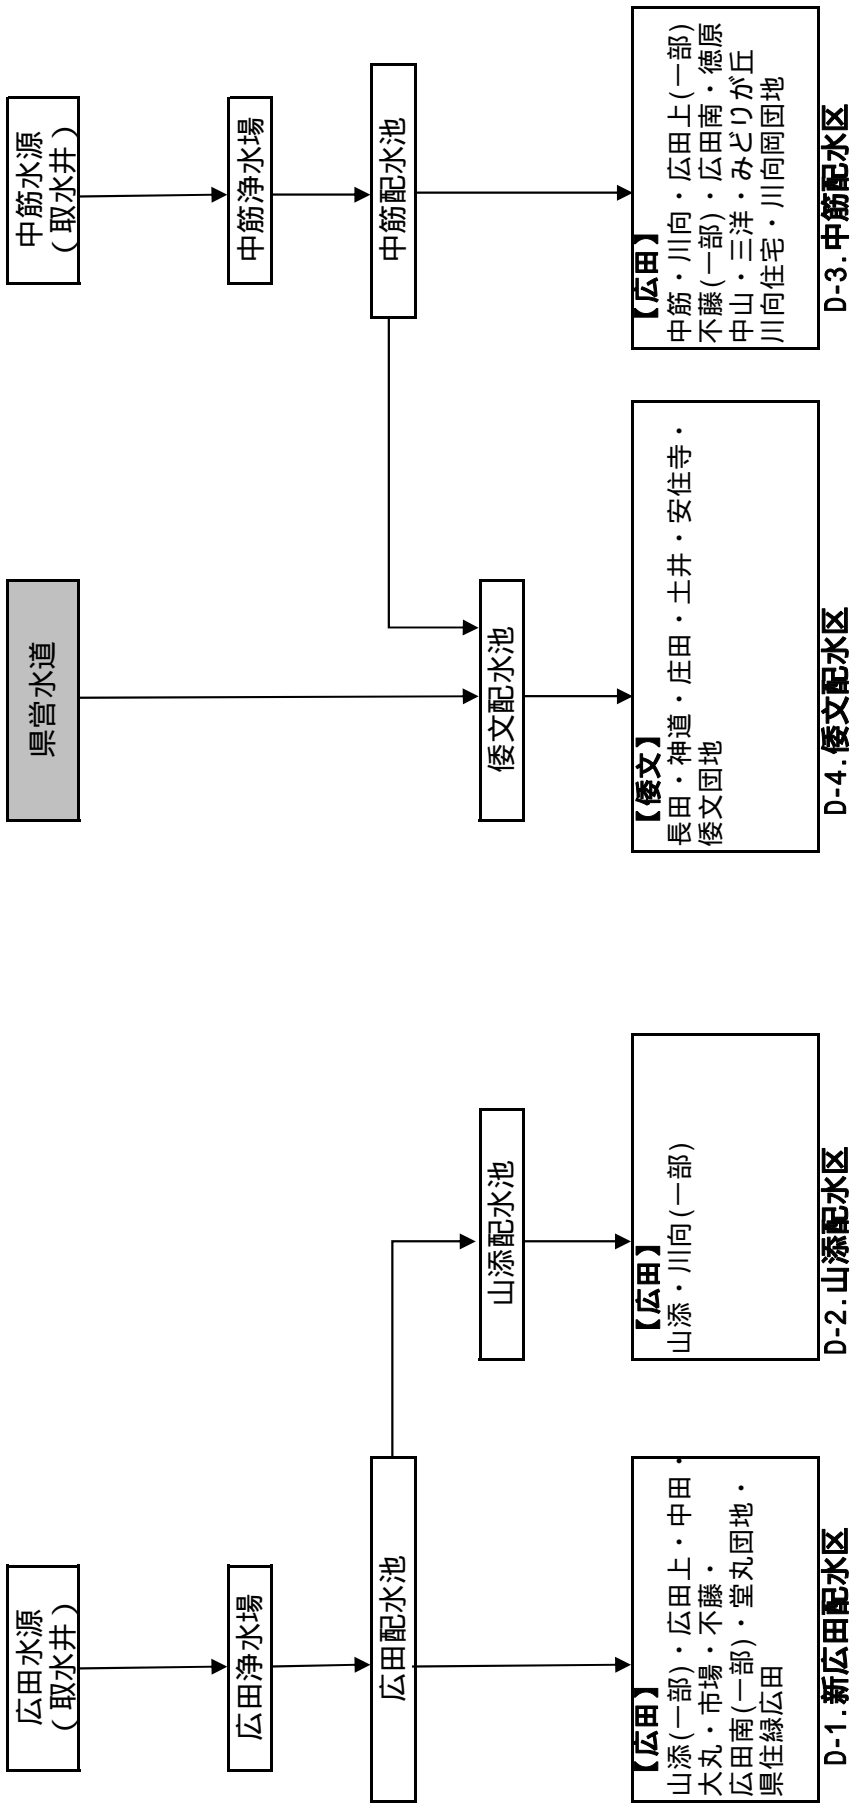 広田水源
(取水井)
広田浄水場
広田配水池
【広田】
山添(一部)・広田上・中田・
大丸・市場・不藤・
広田南(一部)・堂丸団地・
県住緑広田
D-1.新広田配水区
山添配水池
【広田】
山添・川向(一部)
D-2.山添配水区
県営水道
倭文配水池
【倭文】
長田・神道・庄田・土井・安住寺・
倭文団地
D-4.倭文配水区
中筋水源
(取水井)
中筋浄水場
中筋配水池
【広田】
中筋・川向・広田上(一部)
不藤(一部)・広田南・徳原
中山・三洋・みどりが丘
川向住宅・川向岡団地
D-3.中筋配水区